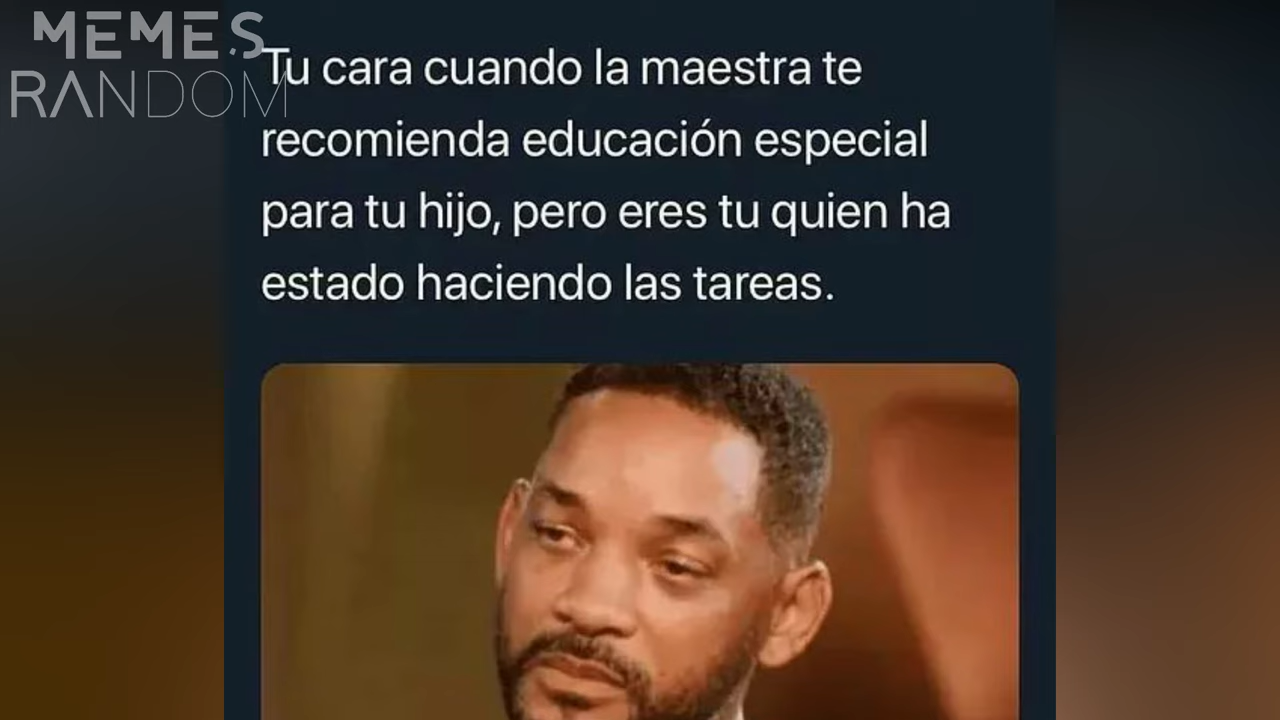 MEMES
RANDOM
Tu cara cuando la maestra te
recomienda educación especial
para tu hijo, pero eres tu quien ha
estado haciendo las tareas.